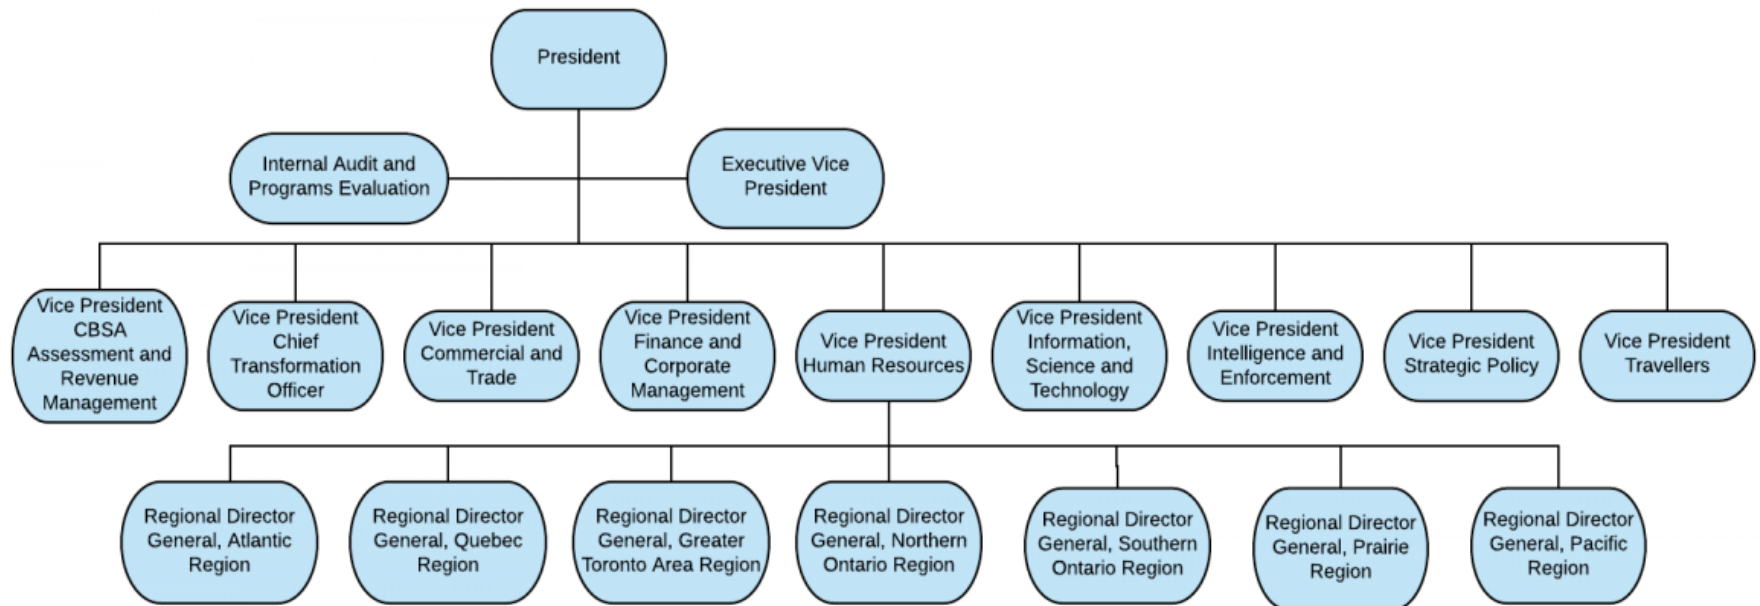 President
Internal Audit and
Programs Evaluation
Executive Vice
President
Vice President
CBSA
Assessment and
Revenue
Management
Vice President
Chief
Transformation
Officer
Vice President
Commercial and
Trade
Vice President
Finance and
Corporate
Management
Vice President
Human Resources
Vice President
Information,
Science and
Technology
Vice President
Intelligence and
Enforcement
Vice President
Strategic Policy
Vice President
Travellers
Regional Director
General, Atlantic
Region
Regional Director
General, Quebec
Region
Regional Director
General, Greater
Toronto Area Region
Regional Director
General, Northern
Ontario Region
Regional Director
General, Southern
Ontario Region
Regional Director
General, Prairie
Region
Regional Director
General, Pacific
Region